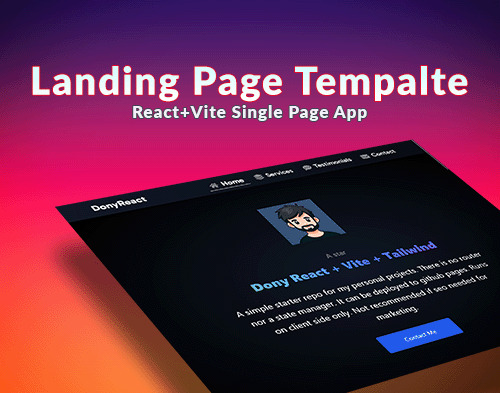 Landing Page Tempalte
React+Vite Single Page App
DonyReact
Home Services Testimonials Contact
A star
Dony React + Vite + Tailwind
A simple starter repo for my personal projects. There is no router
nor a state manager. It can be deployed to github pages. Runs
on client side only. Not recommended if seo needed for
marketing.
Contact Me